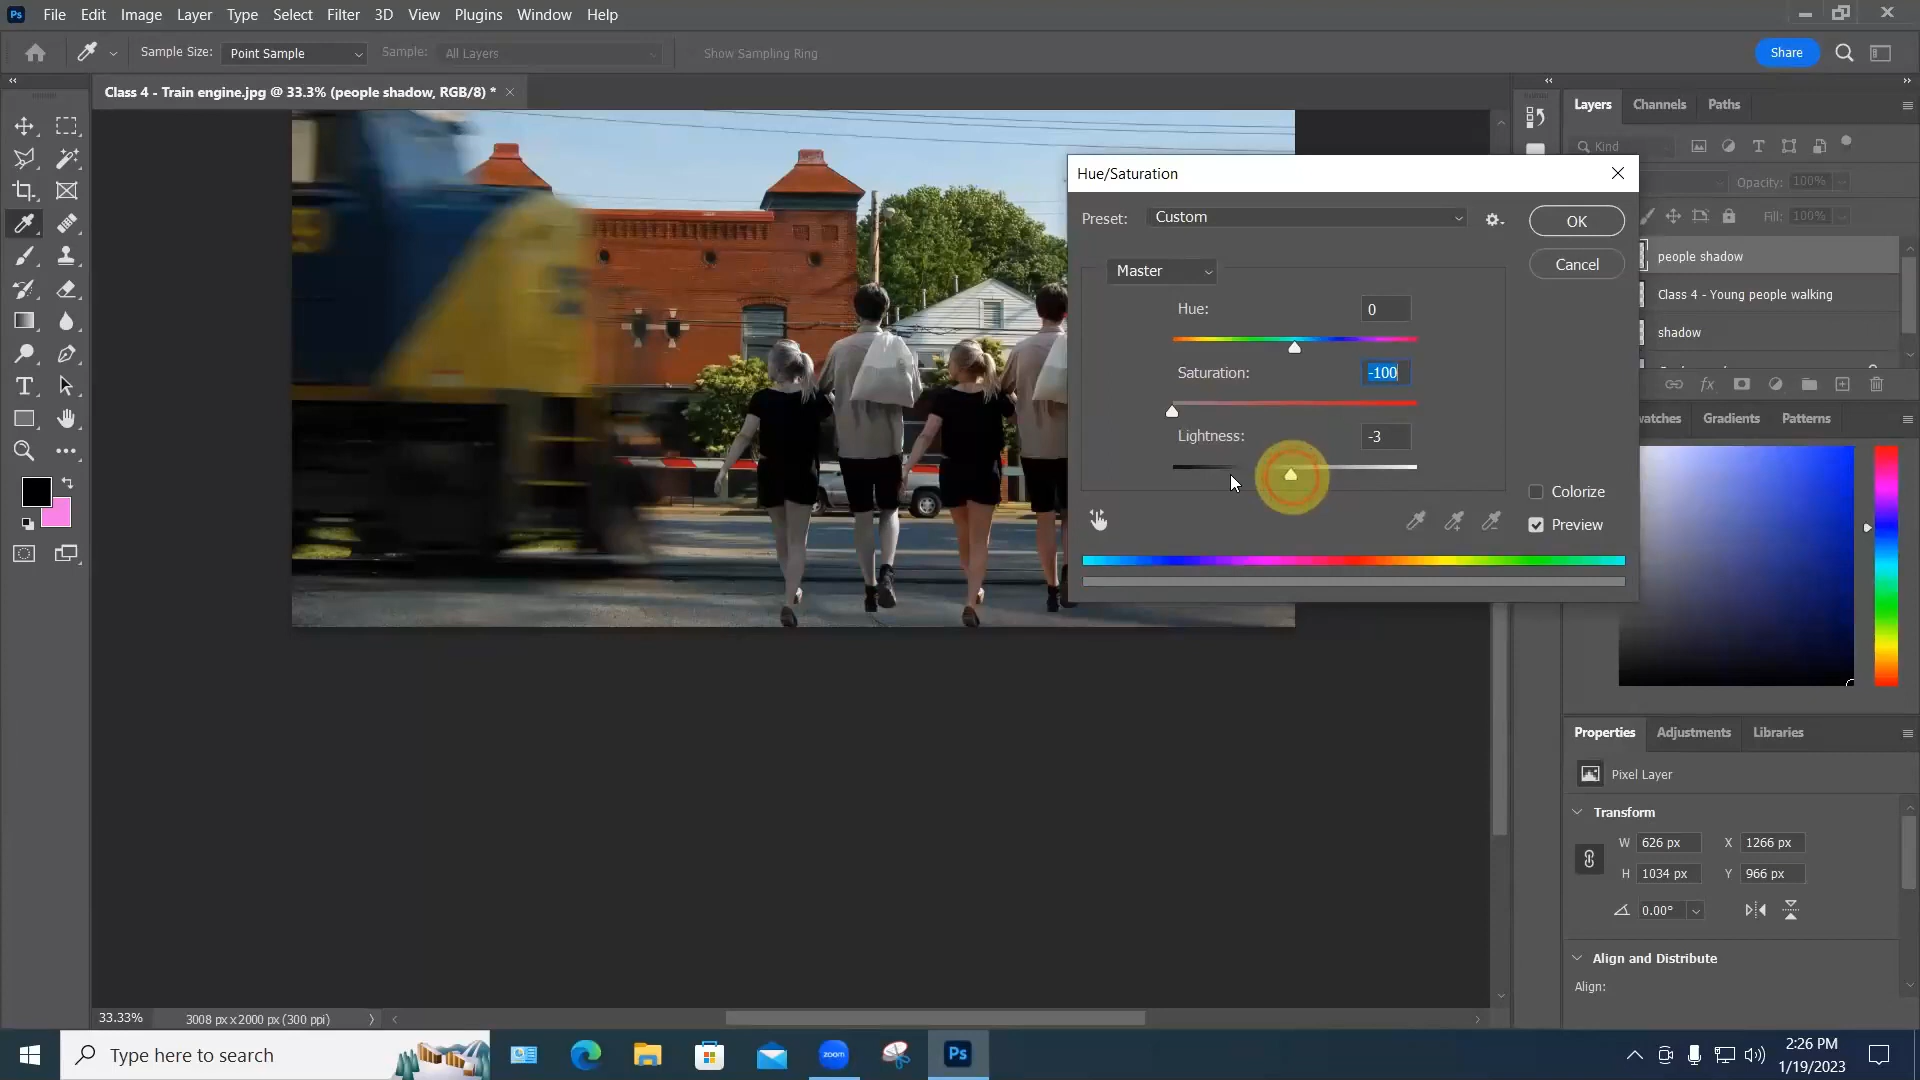 Ps File Edit Image Layer Type Select Filter 3D View Plugins Window Help
Sample Size: Point Sample Sample: All Layers Show Sampling Ring Share
Class 4 - Train engine.jpg @ 33.3% (people shadow, RGB/8) * ×
Layers Channels Paths
Kind
Opacity: 100%
Fill: 100%
people shadow
Class 4 - Young people walking
shadow
fx
Hue/Saturation
Preset: Custom OK
Cancel
Master
Hue: 0
Saturation: -100
Lightness: -3
Colorize
Preview
Gradients Patterns
Properties Adjustments Libraries
Pixel Layer
Transform
W 626 px X 1266 px
H 1034 px Y 966 px
0.00°
Align and Distribute
Align:
33.33% 3008 px x 2000 px (300 ppi)
Type here to search
zoom
Ps
2:26 PM
1/19/2023